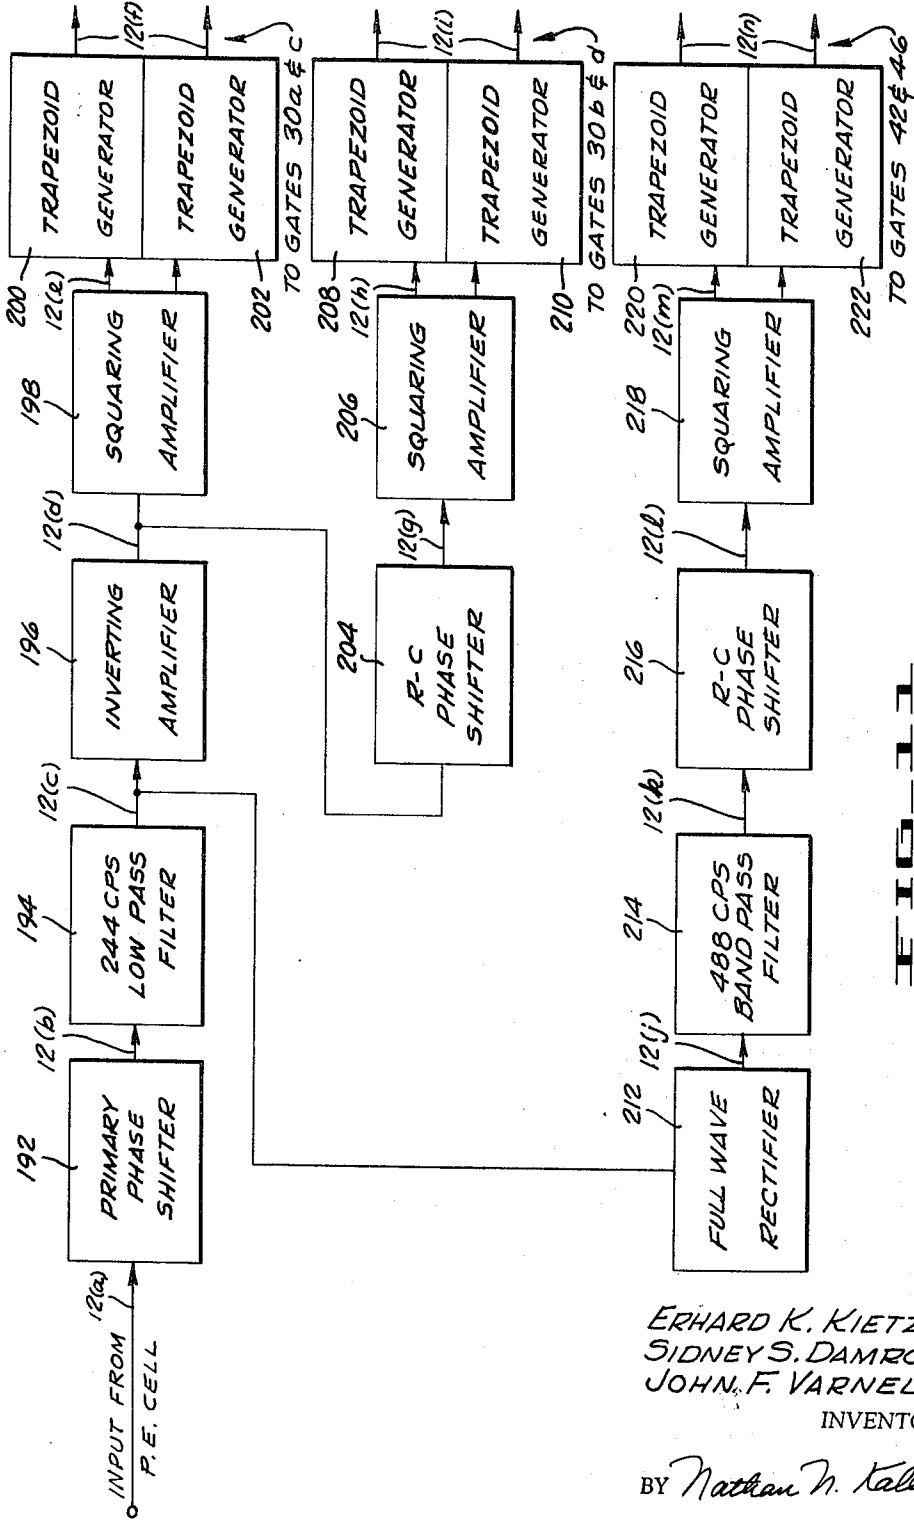 INPUT FROM
P.E. CELL
12(a)
192
PRIMARY
PHASE
SHIFTER
12(b)
194
244 CPS
LOW PASS
FILTER
12(c)
196
INVERTING
AMPLIFIER
12(d)
198
SQUARING
AMPLIFIER
12(e)
200
TRAPEZOID
GENERATOR
TRAPEZOID
GENERATOR
202
12(f)
TO GATES 30a & c
204
R-C
PHASE
SHIFTER
12(g)
206
SQUARING
AMPLIFIER
12(h)
208
TRAPEZOID
GENERATOR
TRAPEZOID
GENERATOR
210
12(i)
TO GATES 30b & d
212
FULL WAVE
RECTIFIER
12(j)
214
488 CPS
BAND PASS
FILTER
12(k)
216
R-C
PHASE
SHIFTER
12(l)
218
SQUARING
AMPLIFIER
12(m)
220
TRAPEZOID
GENERATOR
TRAPEZOID
GENERATOR
222
12(n)
TO GATES 42 & 46
FIG-11
ERHARD K. KIETZ
SIDNEY S. DAMRO
JOHN F. VARNEL
INVENTO
BY Nathan N. Kal